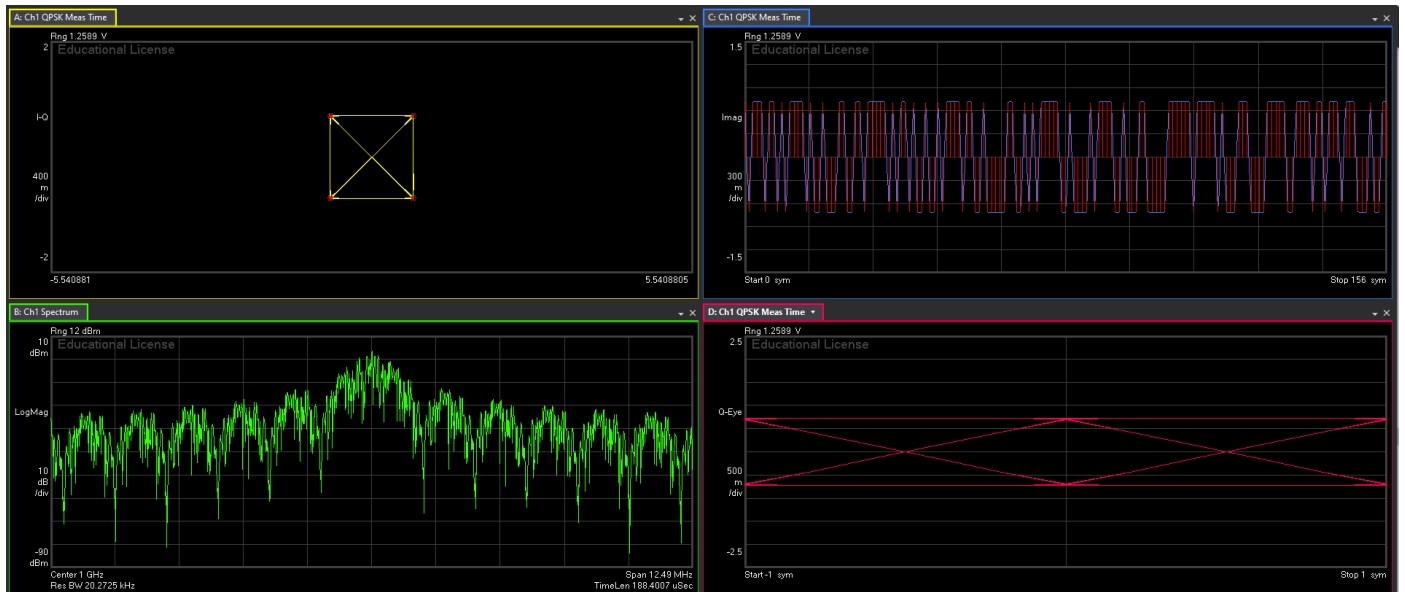 A: Ch1 QPSK Meas Time
Rng 1.2589 V
2
Educational License
I-Q
400
m
/div
-2
-5.540881
5.5408805
C: Ch1 QPSK Meas Time
Rng 1.2589 V
1.5
Educational License
Imag
300
m
/div
-1.5
Start 0 sym
Stop 156 sym
B: Ch1 Spectrum
Rng 12 dBm
10
dBm
Educational License
LogMag
10
dB
/div
-90
dBm
Center 1 GHz
Span 12.49 MHz
Res BW 20.2725 kHz
TimeLen 188.4007 uSec
D: Ch1 QPSK Meas Time
Rng 1.2589 V
2.5
Educational License
Q-Eye
500
m
/div
-2.5
Start -1 sym
Stop 1 sym